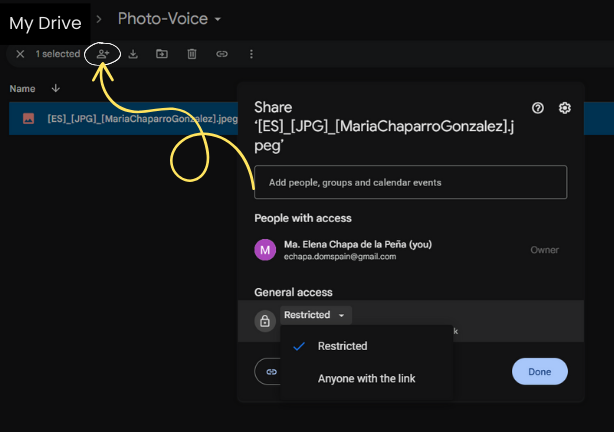 My Drive > Photo-Voice
1 selected
Name
[ES]_[JPG]_[MariaChaparroGonzalez].jpeg
Share
‘[ES]_[JPG]_[MariaChaparroGonzalez].j
peg’
Add people, groups and calendar events
People with access
M
Ma. Elena Chapa de la Peña (you)
echapa.domspain@gmail.com
Owner
General access
Restricted
Restricted
Anyone with the link
Done